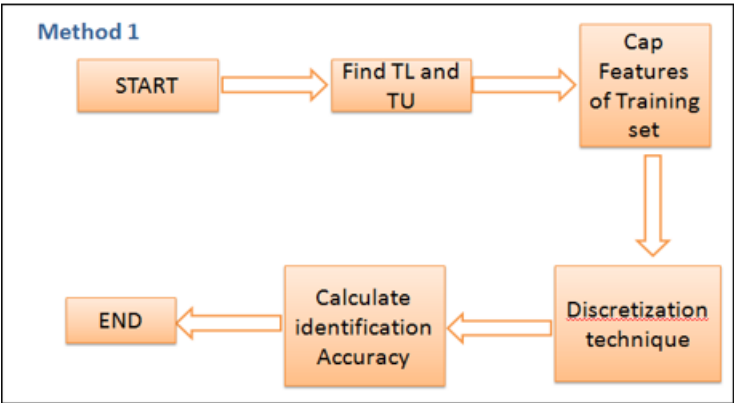 Method 1
START
Find TL and
TU
Cap
Features
of Training
set
Discretization
technique
Calculate
identification
Accuracy
END